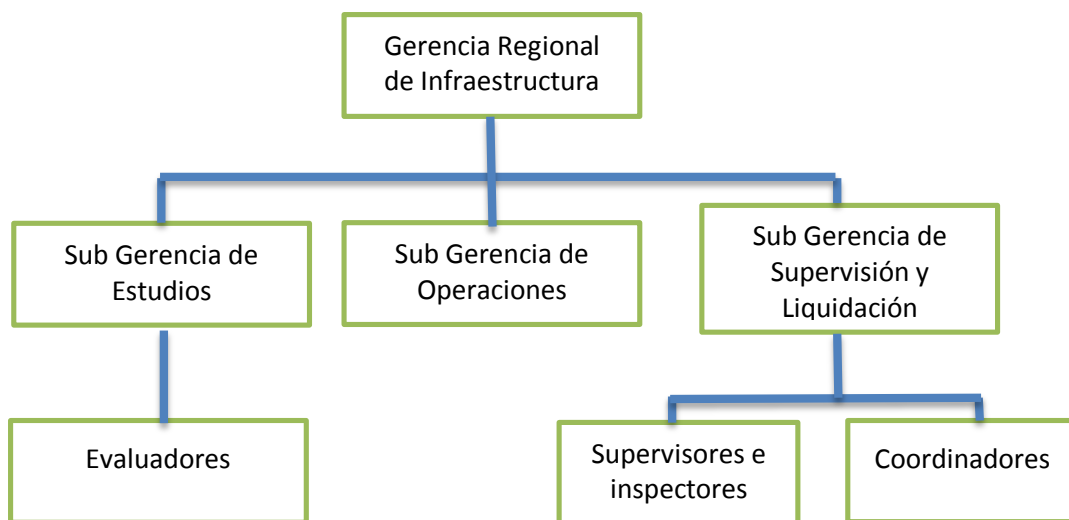 Gerencia Regional
de Infraestructura
Sub Gerencia de
Estudios
Sub Gerencia de
Operaciones
Sub Gerencia de
Supervisión y
Liquidación
Evaluadores
Supervisores e
inspectores
Coordinadores